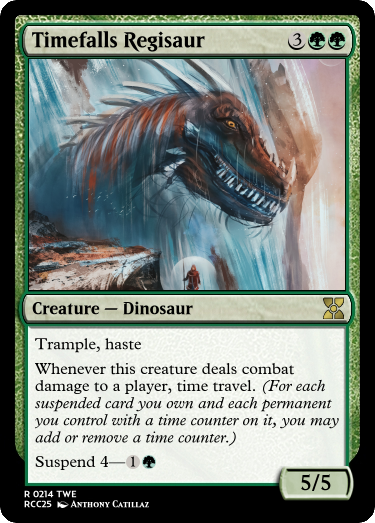 Timefalls Regisaur 3
Creature — Dinosaur
Trample, haste
Whenever this creature deals combat
damage to a player, time travel. (For each
suspended card you own and each permanent
you control with a time counter on it, you may
add or remove a time counter.)
Suspend 4—1
5/5
R 0214 TWE
RCC25 Anthony Catillaz